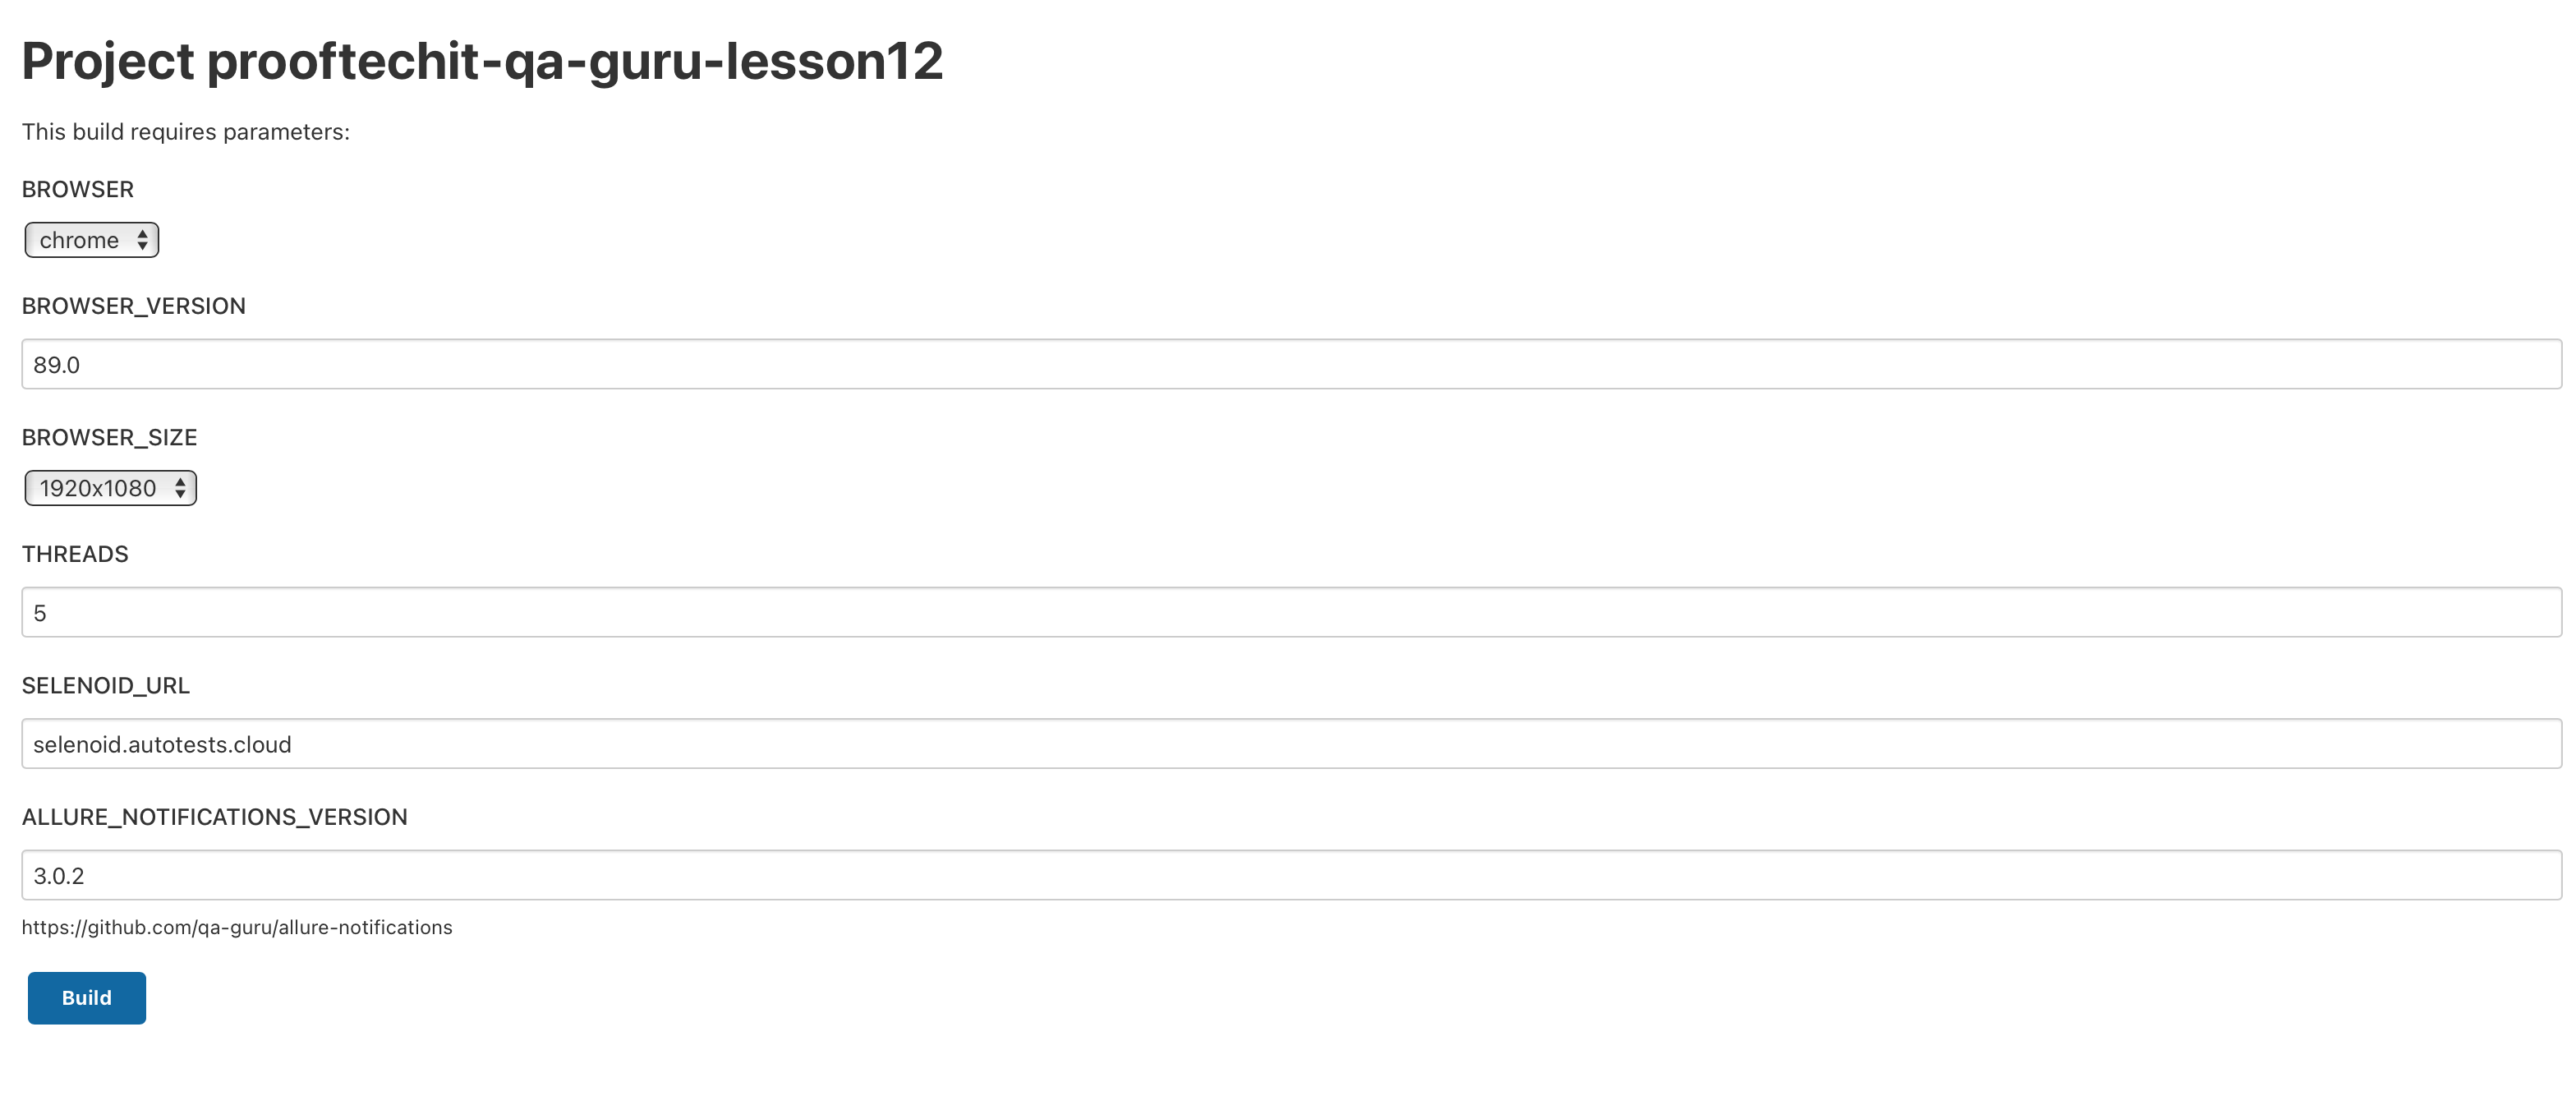 Project prooftechit-qa-guru-lesson12
This build requires parameters:
BROWSER
chrome
BROWSER_VERSION
89.0
BROWSER_SIZE
1920x1080
THREADS
5
SELENOID_URL
selenoid.autotests.cloud
ALLURE_NOTIFICATIONS_VERSION
3.0.2
https://github.com/qa-guru/allure-notifications
Build